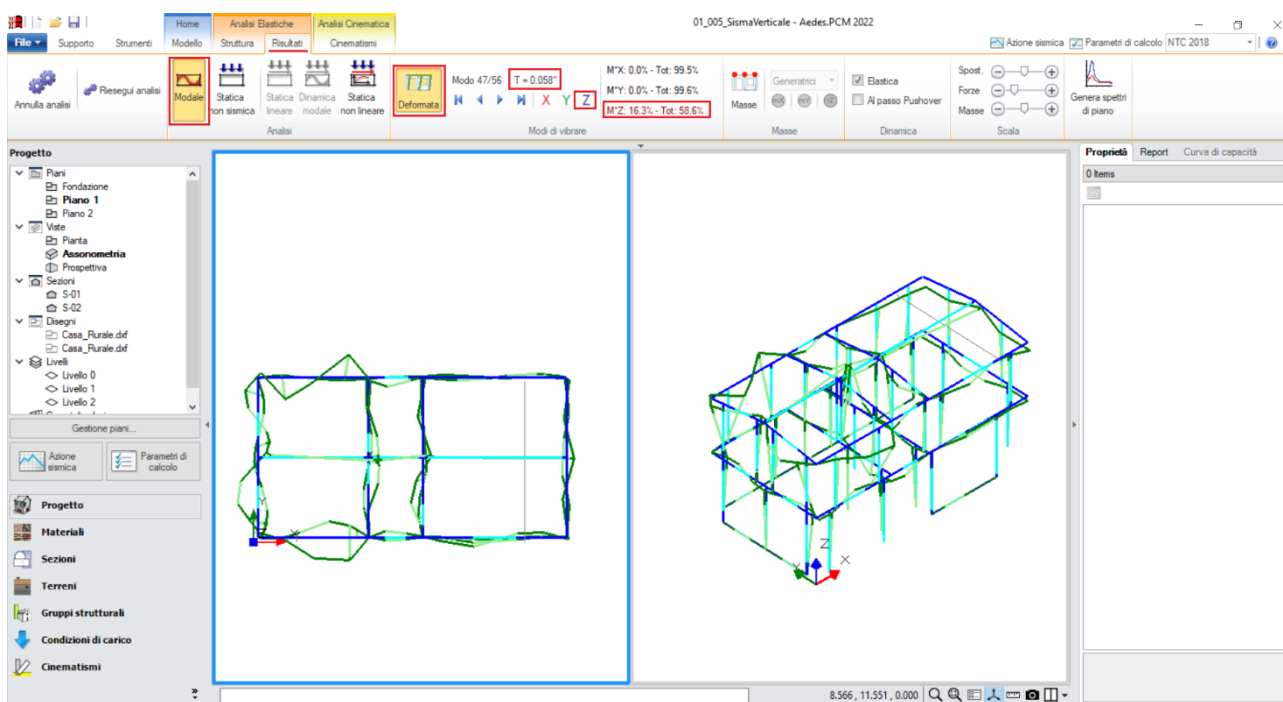 01_005_SismaVerticale - Aedes.PCM 2022
Home
Analisi Elastiche
Analisi Cinematica
File
Supporto
Strumenti
Modello
Struttura
Risultati
Cinematismi
Azione sismica
Parametri di calcolo
NTC 2018
Annulla analisi
Riesegui analisi
Modale
Statica
non sismica
Statica
lineare
Dinamica
modale
Statica
non lineare
Analisi
Deformata
Modo 47/56
T = 0.058"
X
Y
Z
M*X: 0.0% - Tot: 99.5%
M*Y: 0.0% - Tot: 99.6%
M*Z: 16.3% - Tot: 58.6%
Modi di vibrare
Masse
Generatrici
Masse
Elastica
Al passo Pushover
Dinamica
Spost.
Forze
Masse
Scala
Genera spettri
di piano
Progetto
Piani
Fondazione
Piano 1
Piano 2
Viste
Pianta
Assonometria
Prospettiva
Sezioni
S-01
S-02
Disegni
Casa_Rurale.dxf
Casa_Rurale.dxf
Livelli
Livello 0
Livello 1
Livello 2
Gestione piani...
Azione
sismica
Parametri di
calcolo
Progetto
Materiali
Sezioni
Terreni
Gruppi strutturali
Condizioni di carico
Cinematismi
Y
X
Z
X
Proprietà
Report
Curva di capacità
0 Items
8.566 , 11.551 , 0.000